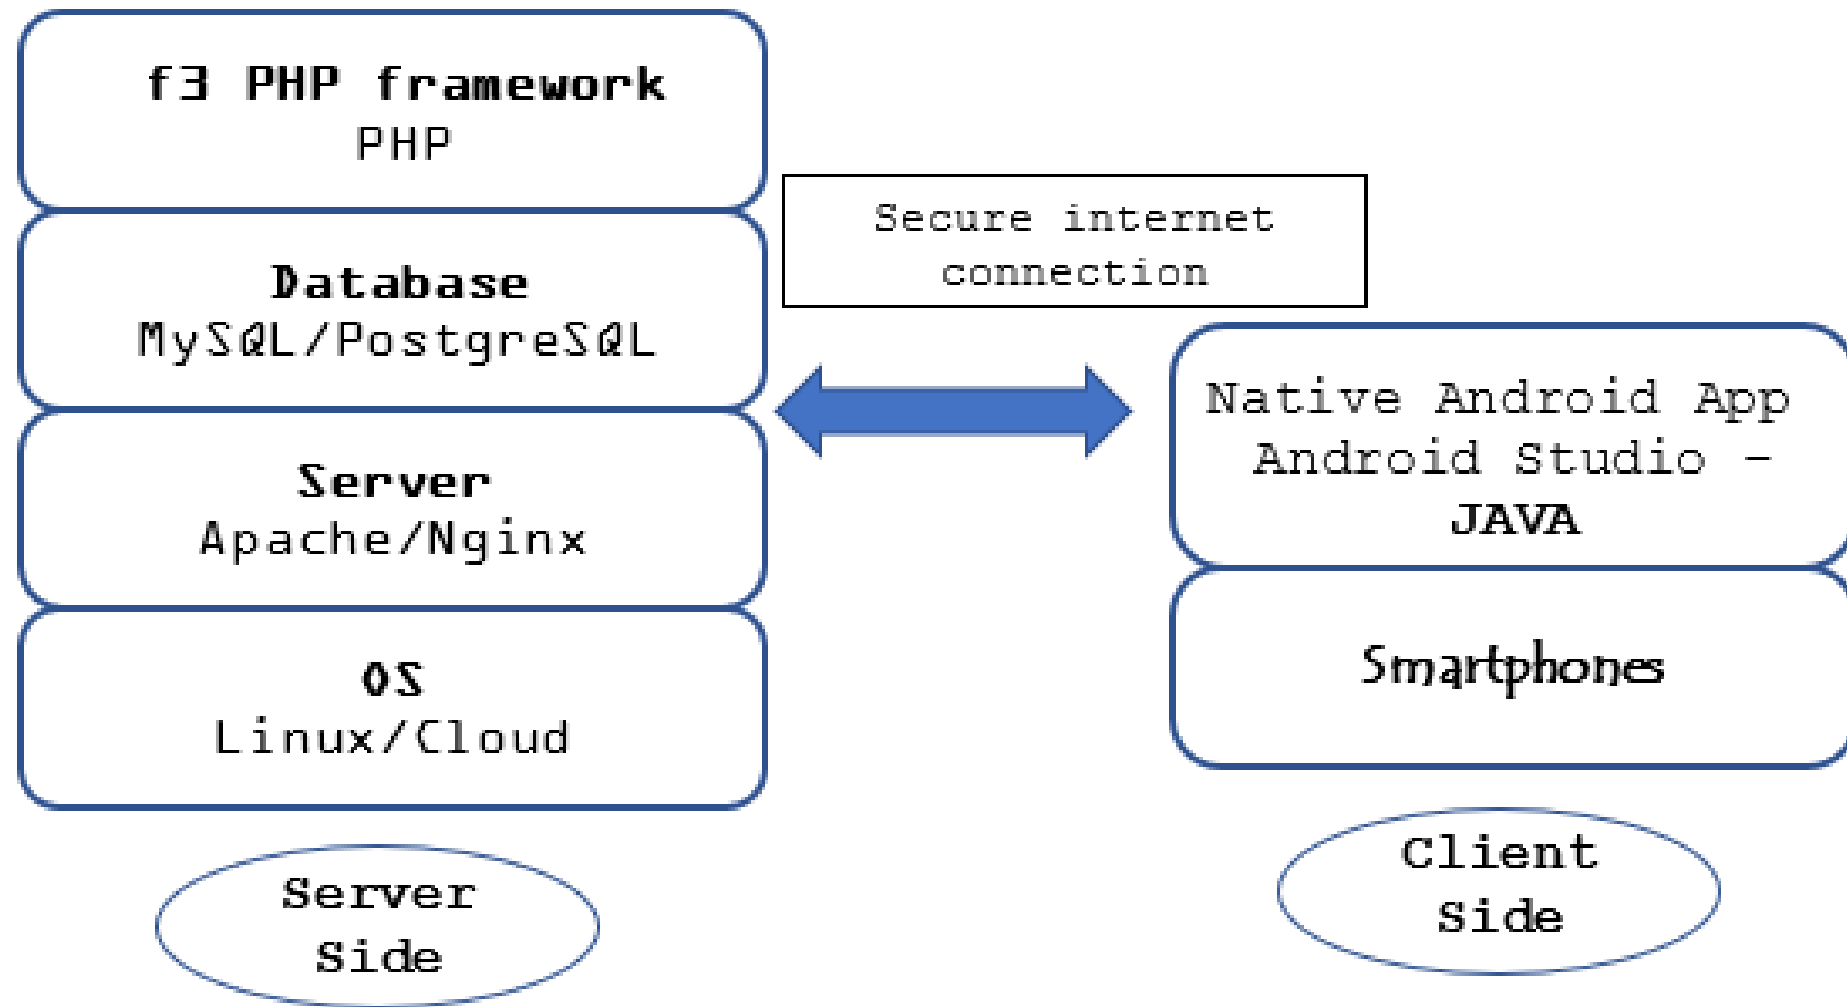 f3 PHP framework
PHP
Database
MySQL/PostgreSQL
Server
Apache/Nginx
OS
Linux/Cloud
Server
Side
Secure internet
connection
Native Android App
Android Studio –
JAVA
Smartphones
Client
Side